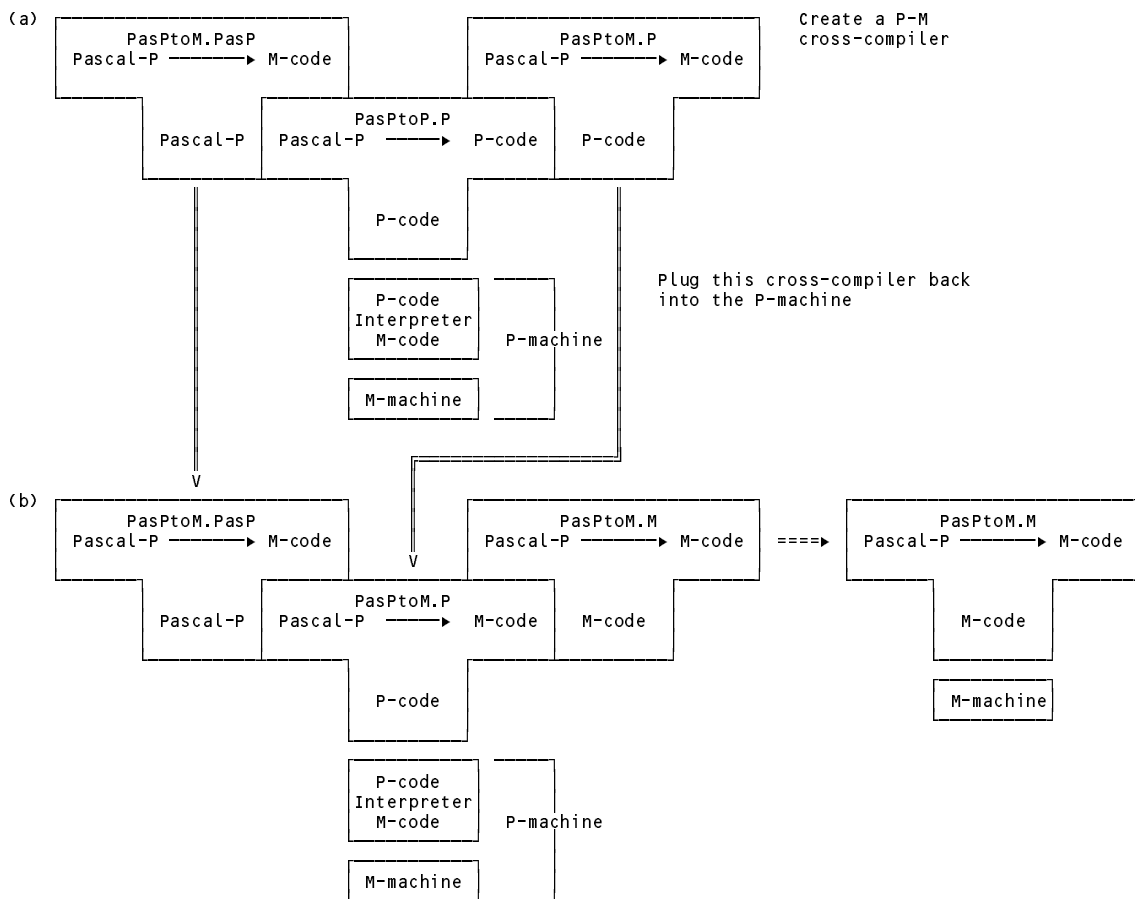 (a)
PasPtoM.PasP
Pascal-P M-code
PasPtoM.P
Pascal-P M-code
Create a P-M
cross-compiler
Pascal-P
PasPtoP.P
Pascal-P P-code
P-code
P-code
Plug this cross-compiler back
into the P-machine
P-code
Interpreter
M-code
P-machine
M-machine
(b)
PasPtoM.PasP
Pascal-P M-code
PasPtoM.M
Pascal-P M-code
PasPtoM.M
Pascal-P M-code
Pascal-P
PasPtoM.P
Pascal-P M-code
M-code
M-code
P-code
M-machine
P-code
Interpreter
M-code
P-machine
M-machine